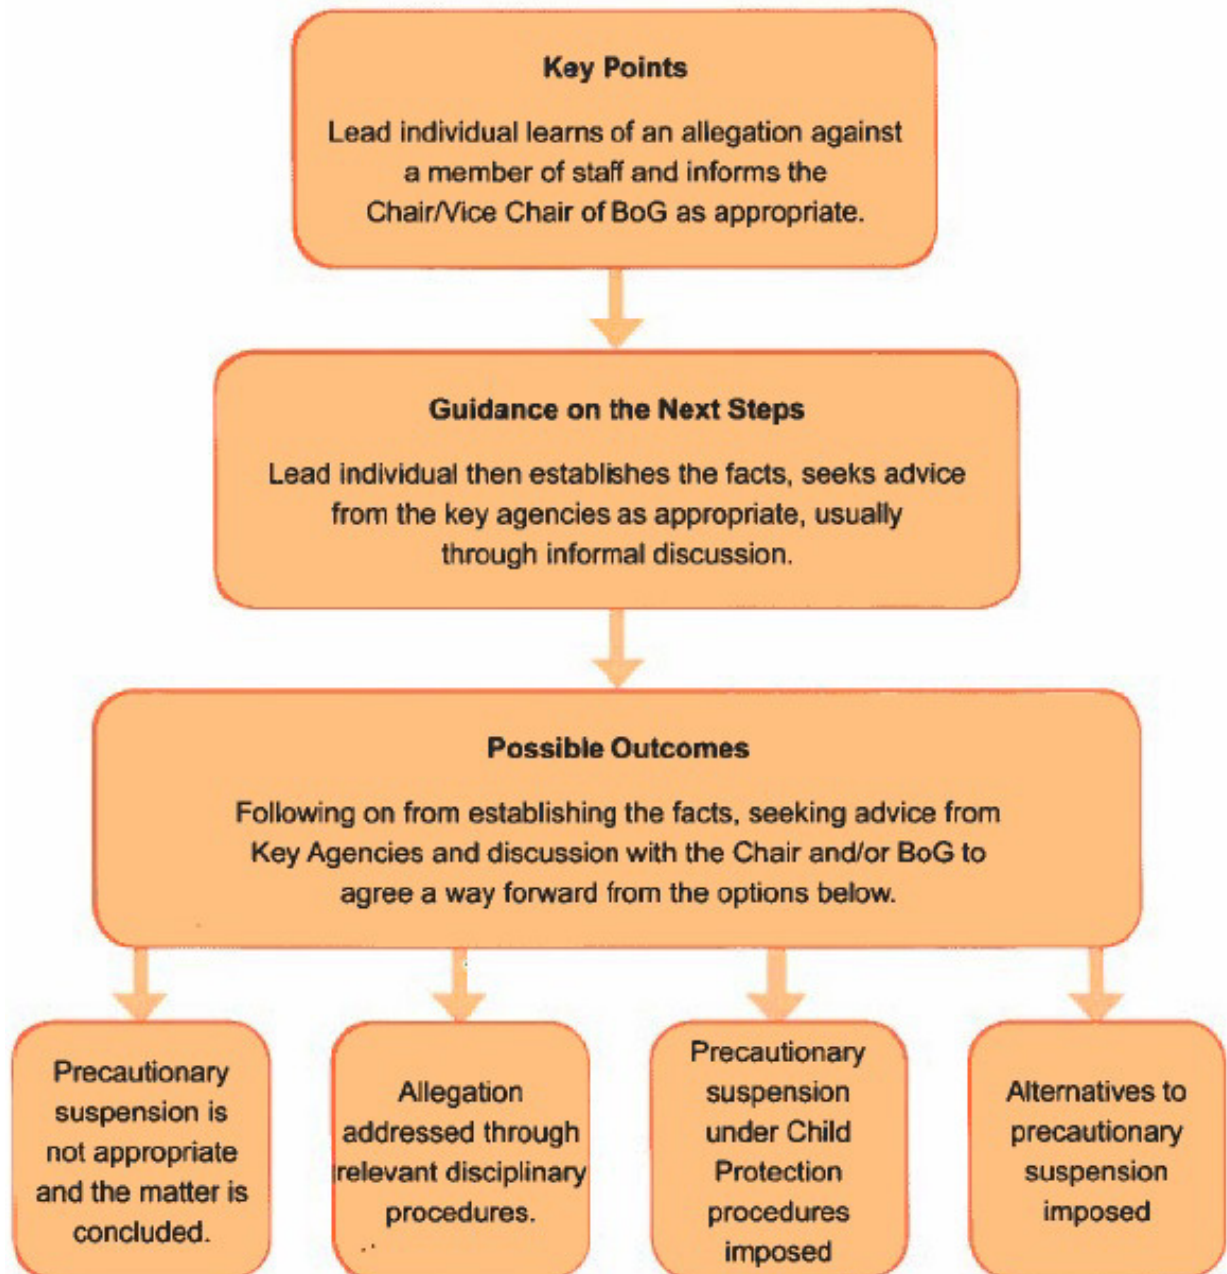 Key Points
Lead individual learns of an allegation against
a member of staff and informs the
Chair/Vice Chair of BoG as appropriate.
Guidance on the Next Steps
Lead individual then establishes the facts, seeks advice
from the key agencies as appropriate, usually
through informal discussion.
Possible Outcomes
Following on from establishing the facts, seeking advice from
Key Agencies and discussion with the Chair and/or BoG to
agree a way forward from the options below.
Precautionary
suspension is
not appropriate
and the matter is
concluded.
Allegation
addressed through
relevant disciplinary
procedures.
Precautionary
suspension
under Child
Protection
procedures
imposed
Alternatives to
precautionary
suspension
imposed